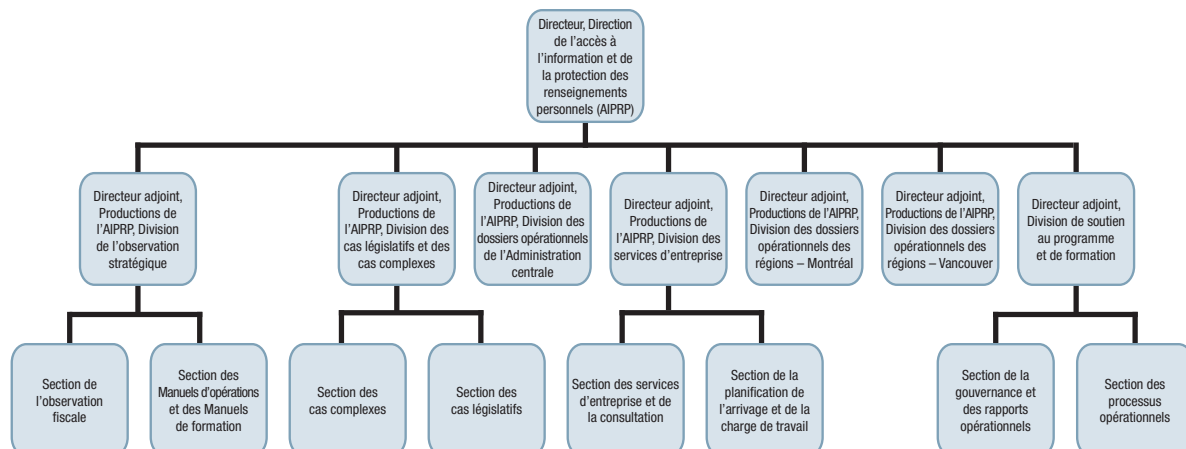 Directeur, Direction
de l'accès à
l'information et de
la protection des
renseignements
personnels (AIPRP)
Directeur adjoint,
Productions de
l'AIPRP, Division
de l'observation
stratégique
Directeur adjoint,
Productions de
l'AIPRP, Division des
cas législatifs et des
cas complexes
Directeur adjoint,
Productions de
l'AIPRP, Division des
dossiers opérationnels
de l'Administration
centrale
Directeur adjoint,
Productions de
l'AIPRP, Division des
services d'entreprise
Directeur adjoint,
Productions de l'AIPRP,
Division des dossiers
opérationnels des
régions – Montréal
Directeur adjoint,
Productions de l'AIPRP,
Division des dossiers
opérationnels des
régions – Vancouver
Directeur adjoint,
Division de soutien
au programme
et de formation
Section de
l'observation
fiscale
Section des
Manuels d'opérations
et des Manuels
de formation
Section des
cas complexes
Section des
cas législatifs
Section des services
d'entreprise et de
la consultation
Section de la
planification de
l'arrivage et de la
charge de travail
Section de la
gouvernance et
des rapports
opérationnels
Section des
processus
opérationnels